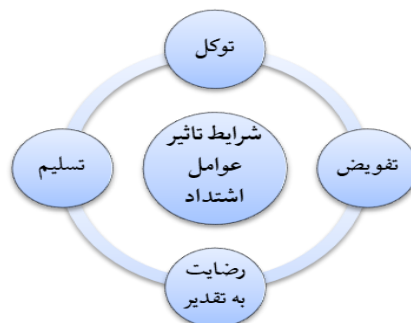 توکل
شرایط تاثیر
عوامل
اشتداد
تفویض
تسلیم
رضایت
به تقدیر